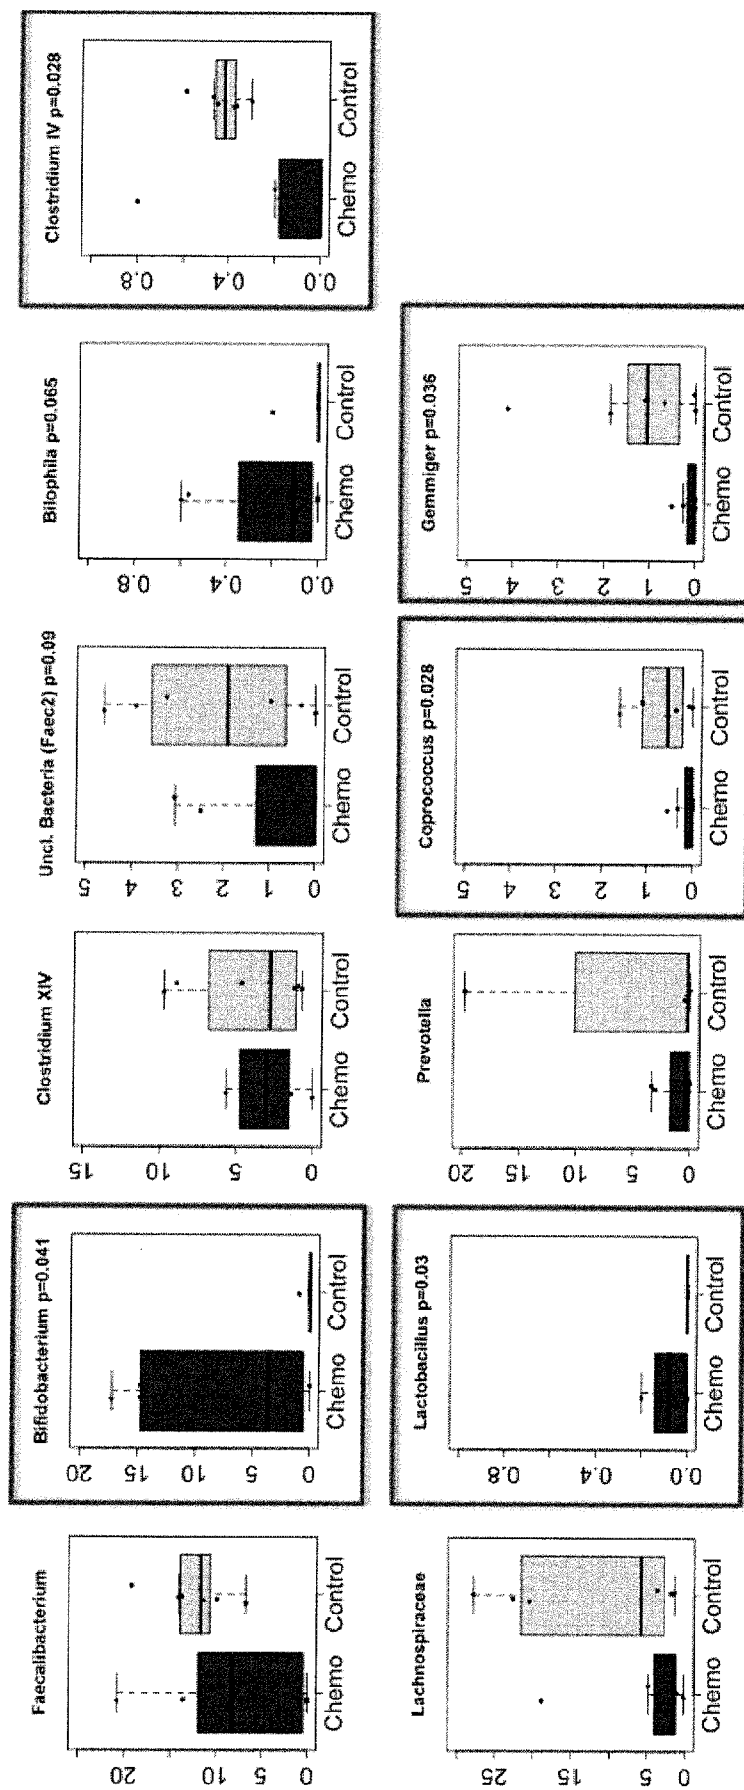 Faecalibacterium
20
10
5
0
Chemo
Control
Bifidobacterium p=0.041
20
15
10
5
0
Chemo
Control
Clostridium XIV
15
10
5
0
Chemo
Control
Uncl. Bacteria (Faec2) p=0.09
5
4
3
2
1
0
Chemo
Control
Bilophila p=0.065
0.8
0.4
0.0
Chemo
Control
Clostridium IV p=0.028
0.8
0.4
0.0
Chemo
Control
Lachnospiraceae
25
15
5
0
Chemo
Control
Lactobacillus p=0.03
0.8
0.4
0.0
Chemo
Control
Prevotella
20
15
10
5
0
Chemo
Control
Coprococcus p=0.028
5
4
3
2
1
0
Chemo
Control
Gemmiger p=0.036
5
4
3
2
1
0
Chemo
Control